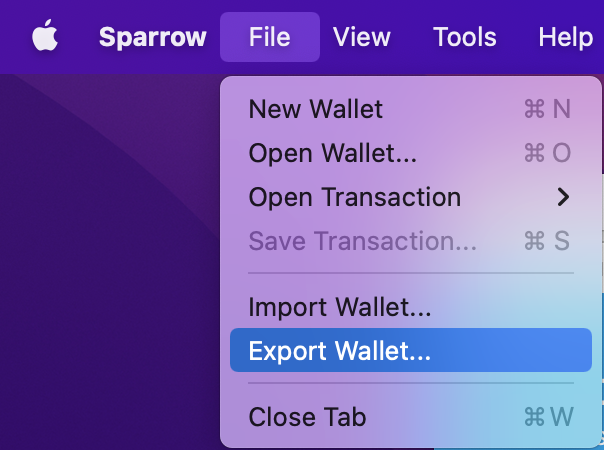 Sparrow File View Tools Help
New Wallet ⌘ N
Open Wallet... ⌘ O
Open Transaction
Save Transaction... ⌘ S
Import Wallet...
Export Wallet...
Close Tab ⌘ W